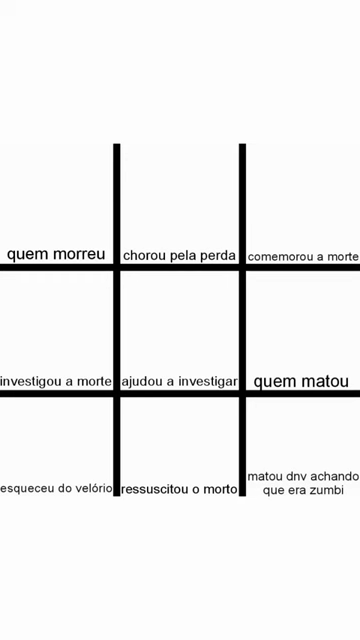 quem morreu
chorou pela perda
comemorou a morte
investigou a morte
ajudou a investigar
quem matou
esqueceu do velório
ressuscitou o morto
matou dnv achando
que era zumbi